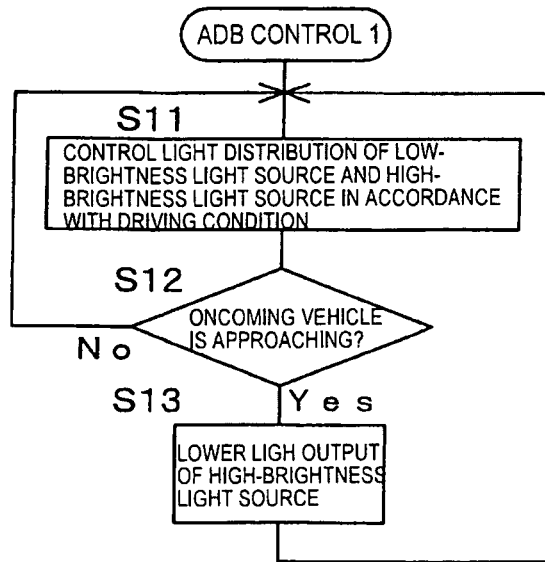 ADB CONTROL 1
S11
CONTROL LIGHT DISTRIBUTION OF LOW-
BRIGHTNESS LIGHT SOURCE AND HIGH-
BRIGHTNESS LIGHT SOURCE IN ACCORDANCE
WITH DRIVING CONDITION
S12
ONCOMING VEHICLE
IS APPROACHING?
No
S13
Yes
LOWER LIGH OUTPUT
OF HIGH-BRIGHTNESS
LIGHT SOURCE